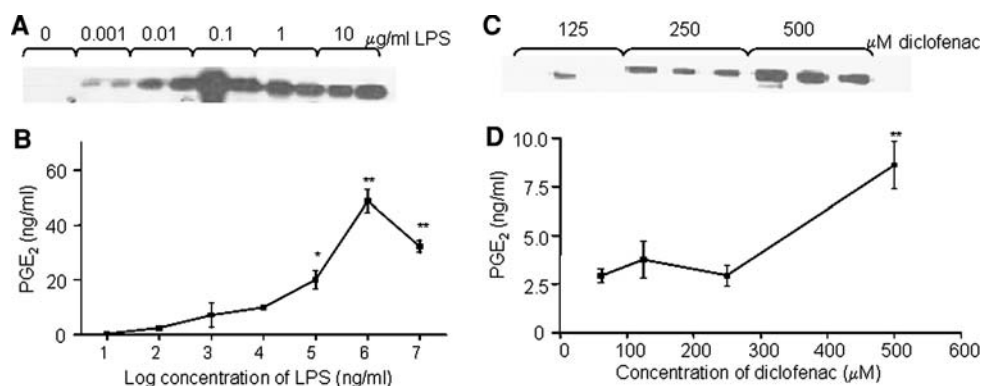 A
0 0.001 0.01 0.1 1 10 μg/ml LPS
B
PGE₂ (ng/ml)
60
40
20
0
** 
*
**
1 2 3 4 5 6 7
Log concentration of LPS (ng/ml)
C
125 250 500 μM diclofenac
D
PGE₂ (ng/ml)
10.0
7.5
5.0
2.5
0.0
**
0 100 200 300 400 500 600
Concentration of diclofenac (μM)